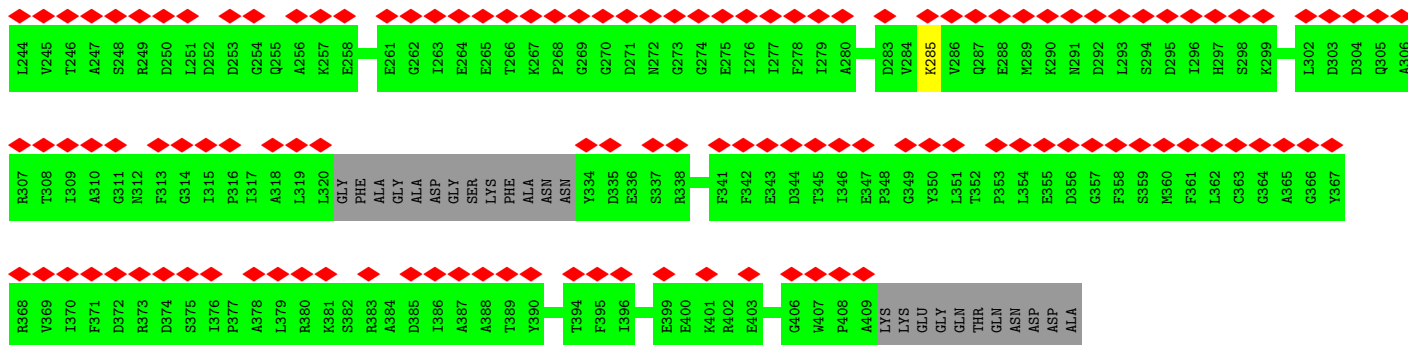 L244 V245 T246 A247 S248 R249 D250 L251 D252 D253 G254 Q255 A256 K257 E258 E261 G262 I263 E264 E265 T266 K267 P268 G269 G270 D271 N272 G273 G274 E275 I276 I277 F278 I279 A280 D283 V284 K285 V286 Q287 E288 M289 K290 N291 D292 L293 S294 D295 I296 H297 S298 K299 L302 D303 D304 Q305 A306
R307 T308 I309 A310 G311 N312 F313 G314 I315 P316 I317 A318 L319 L320 GLY PHE ALA GLY ALA ASP GLY SER LYS PHE ALA ASN ASN Y334 D335 E336 S337 R338 F341 F342 E343 D344 T345 I346 E347 P348 G349 Y350 L351 T352 P353 L354 E355 D356 G357 F358 S359 M360 F361 L362 C363 G364 A365 G366 Y367
R368 V369 I370 F371 D372 R373 D374 S375 I376 P377 A378 L379 R380 K381 S382 R383 A384 D385 I386 A387 A388 T389 Y390 T394 F395 I396 E399 E400 K401 R402 E403 G406 W407 P408 A409 LYS LYS GLU GLY GLN THR GLN ASN ASP ASP ALA